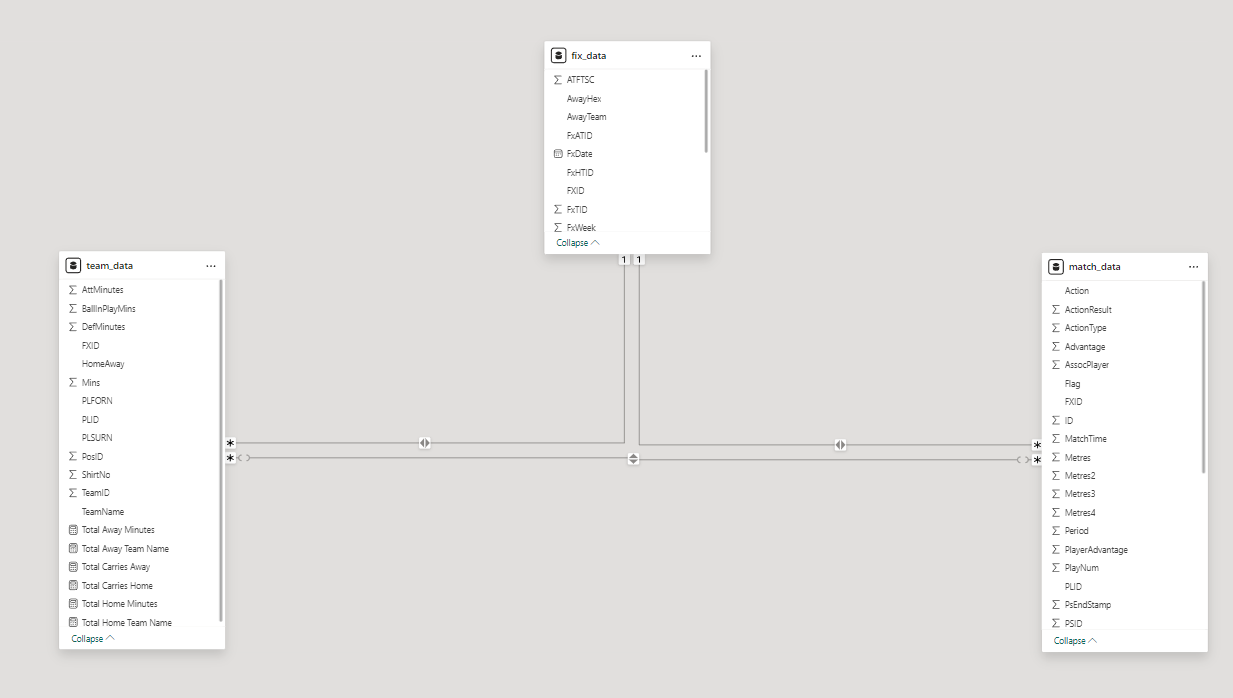 fix_data
ATFTSC
AwayHex
AwayTeam
FxATID
FxDate
FxHTID
FXID
FxTID
FxWeek
Collapse
1 1
team_data
AttMinutes
BallInPlayMins
DefMinutes
FXID
HomeAway
Mins
PLFORN
PLID
PLSURN
PosID
ShirtNo
TeamID
TeamName
Total Away Minutes
Total Away Team Name
Total Carries Away
Total Carries Home
Total Home Minutes
Total Home Team Name
Collapse
*
*
match_data
Action
ActionResult
ActionType
Advantage
AssocPlayer
Flag
FXID
ID
MatchTime
Metres
Metres2
Metres3
Metres4
Period
PlayerAdvantage
PlayNum
PLID
PsEndStamp
PSID
Collapse
*
*